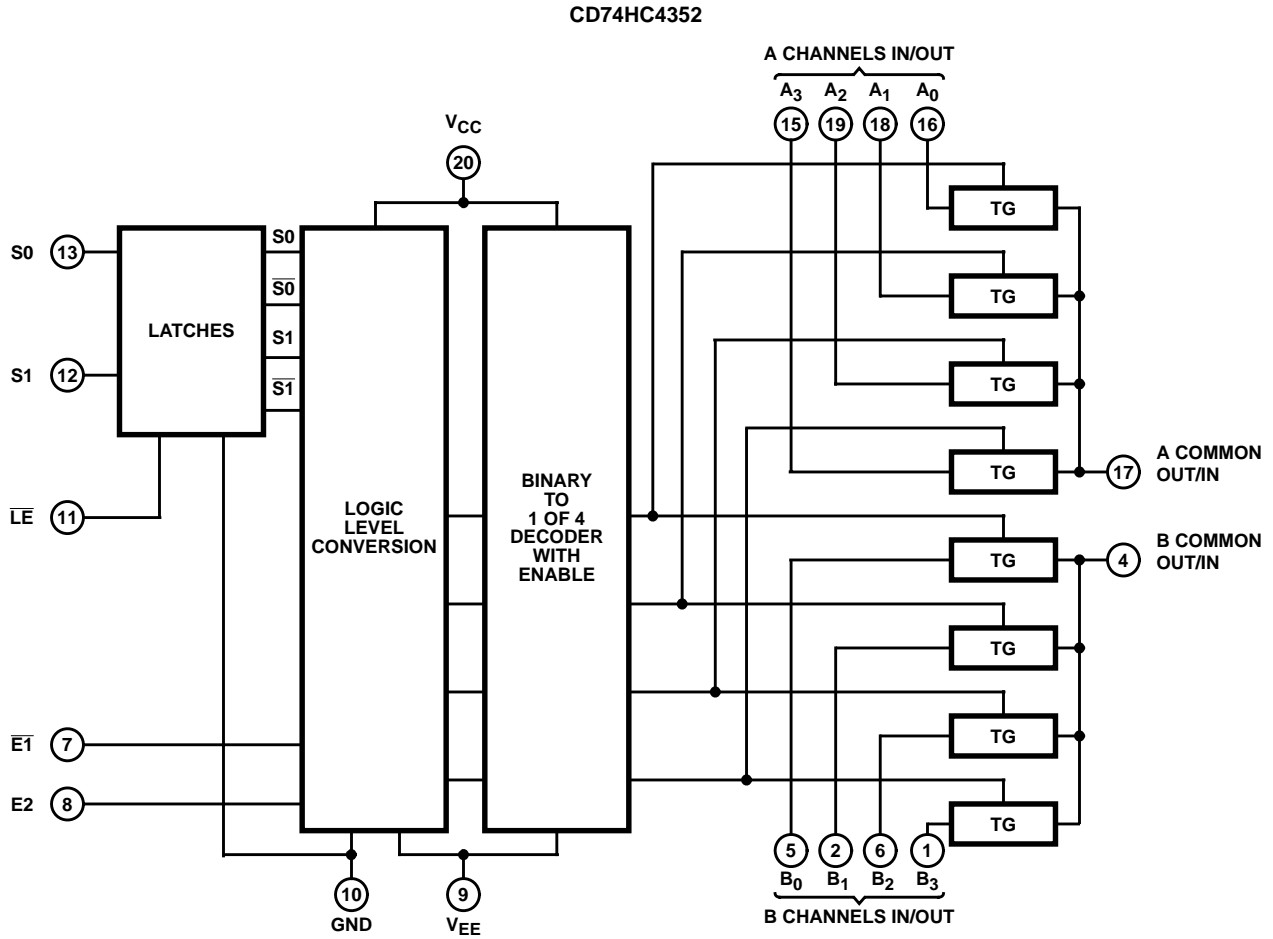 CD74HC4352
A CHANNELS IN/OUT
A3 A2 A1 A0
15 19 18 16
VCC
20
TG
S0 13
S0
S0
S1
S1
LATCHES
S1 12
LE 11
TG
TG
TG
17 A COMMON
OUT/IN
LOGIC
LEVEL
CONVERSION
BINARY
TO
1 OF 4
DECODER
WITH
ENABLE
TG
4 B COMMON
OUT/IN
TG
TG
TG
E1 7
E2 8
10
GND
9
VEE
5 2 6 1
B0 B1 B2 B3
B CHANNELS IN/OUT